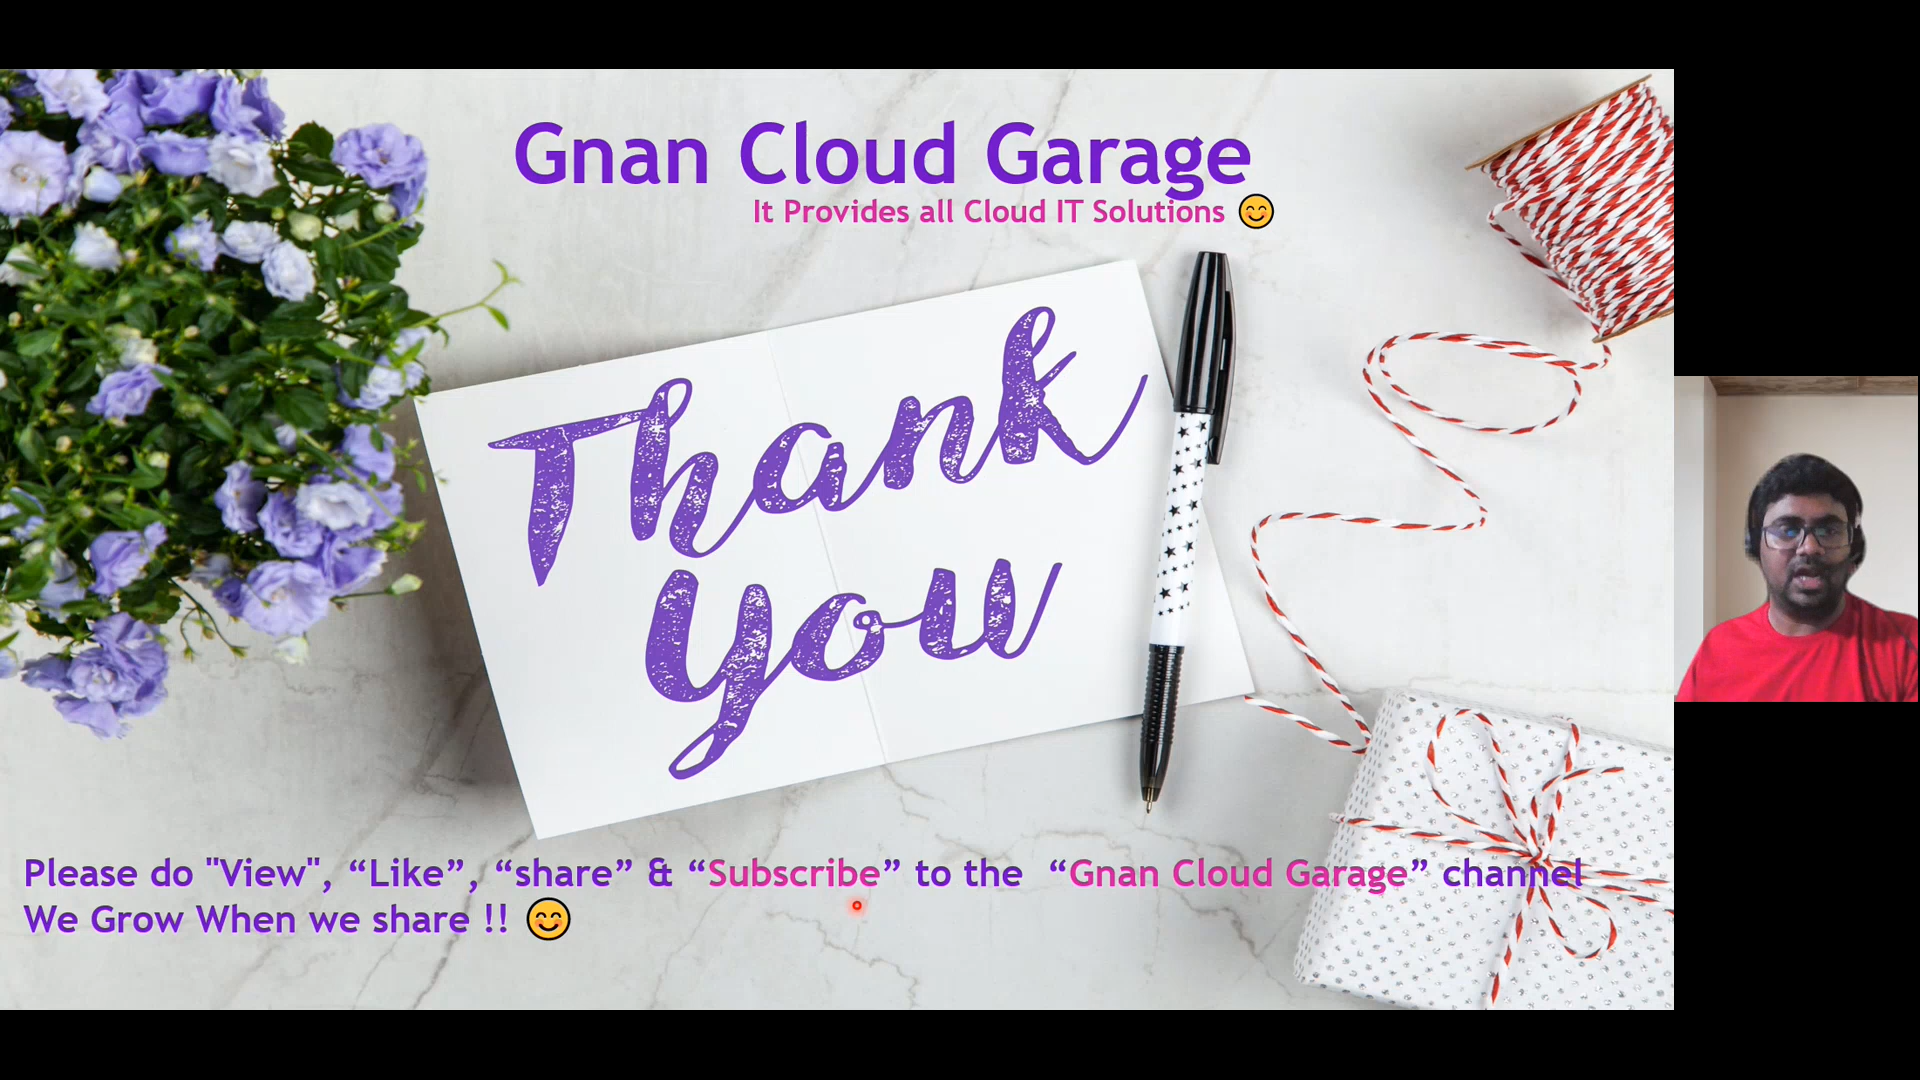 Gnan Cloud Garage
It Provides all Cloud IT Solutions 😊
Thank
you
Please do "View", “Like”, “share” & “Subscribe” to the “Gnan Cloud Garage” channel
We Grow When we share !! 😊